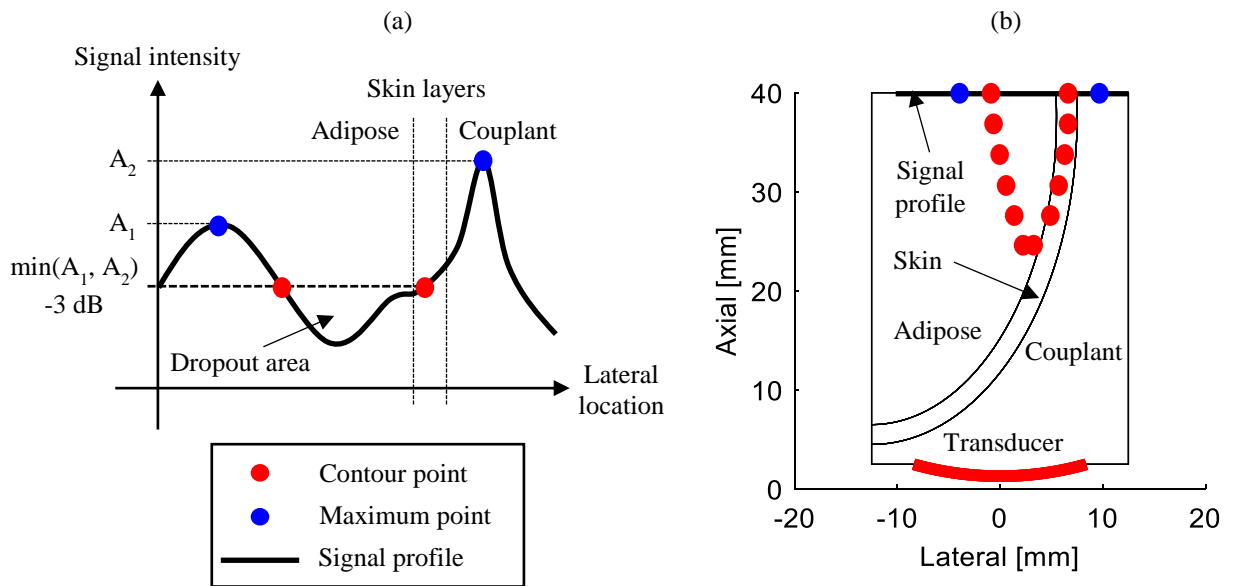 (a)
Signal intensity
Skin layers
Adipose
Couplant
A2
A1
min(A1, A2)
-3 dB
Dropout area
Lateral
location
Contour point
Maximum point
Signal profile
(b)
Axial [mm]
40
30
20
10
0
Signal
profile
Skin
Adipose
Couplant
Transducer
-20 -10 0 10 20
Lateral [mm]